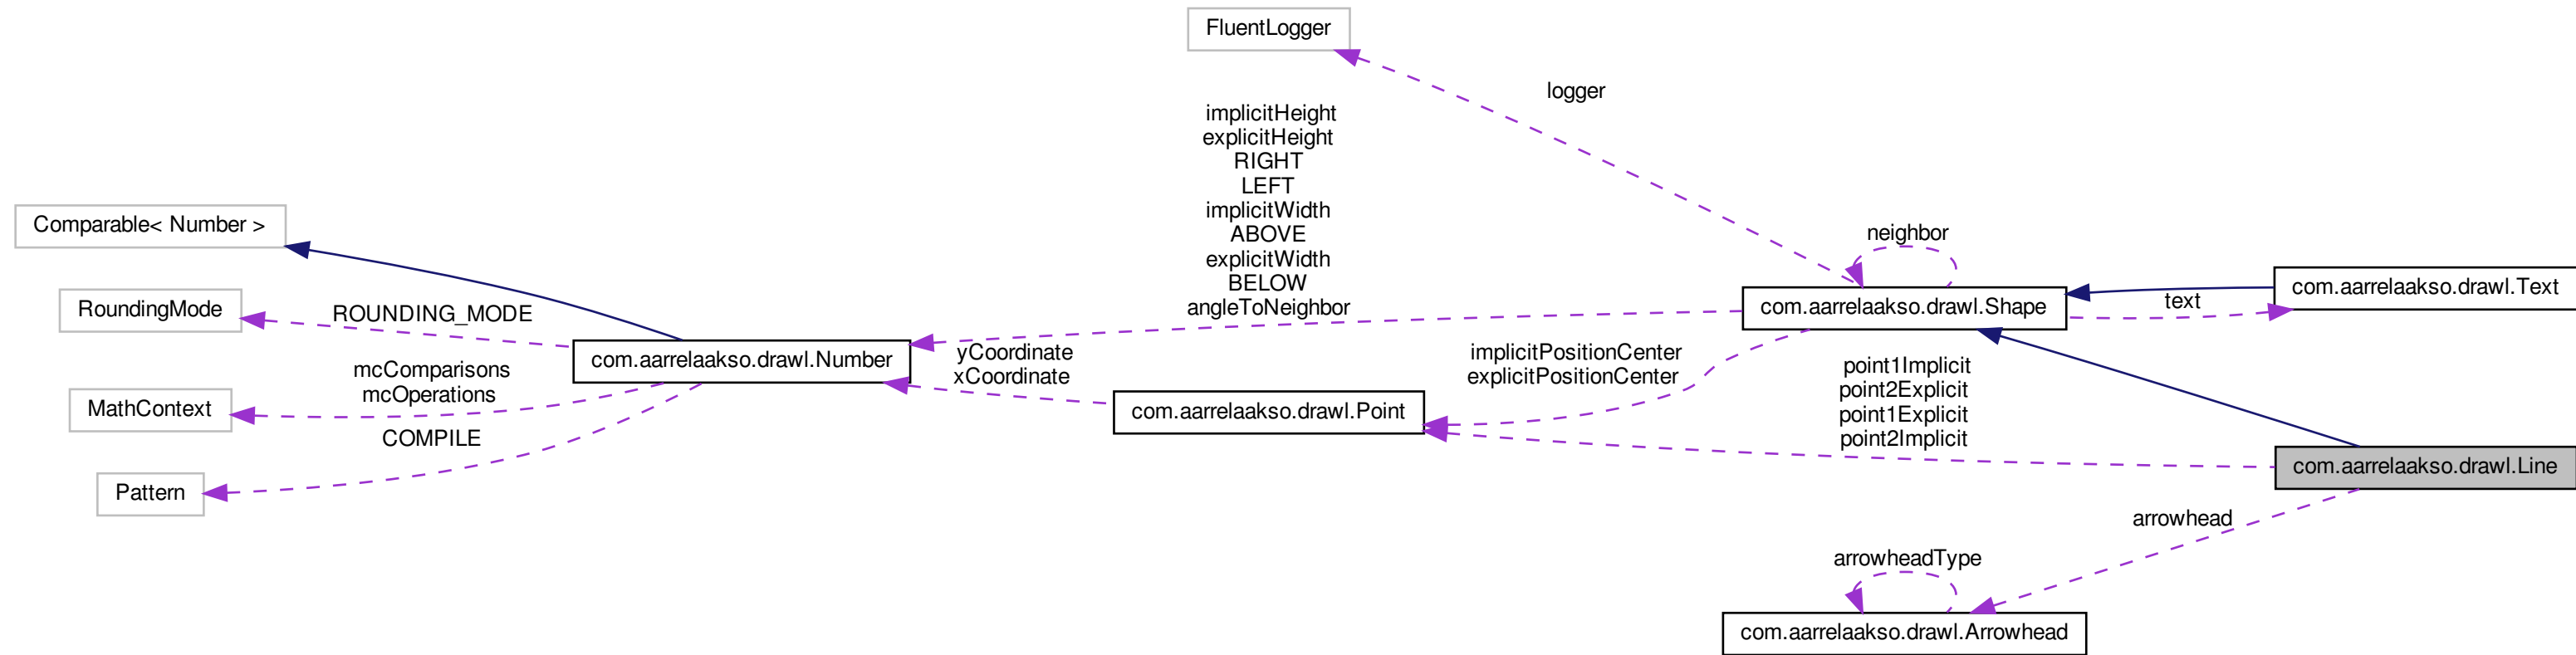 FluentLogger
logger
implicitHeight
explicitHeight
RIGHT
LEFT
implicitWidth
ABOVE
explicitWidth
BELOW
angleToNeighbor
Comparable< Number >
neighbor
RoundingMode
ROUNDING_MODE
com.aarrelaakso.drawl.Shape
text
com.aarrelaakso.drawl.Text
com.aarrelaakso.drawl.Number
yCoordinate
xCoordinate
implicitPositionCenter
explicitPositionCenter
point1Implicit
point2Explicit
point1Explicit
point2Implicit
mcComparisons
mcOperations
MathContext
com.aarrelaakso.drawl.Point
COMPILE
com.aarrelaakso.drawl.Line
Pattern
arrowhead
arrowheadType
com.aarrelaakso.drawl.Arrowhead